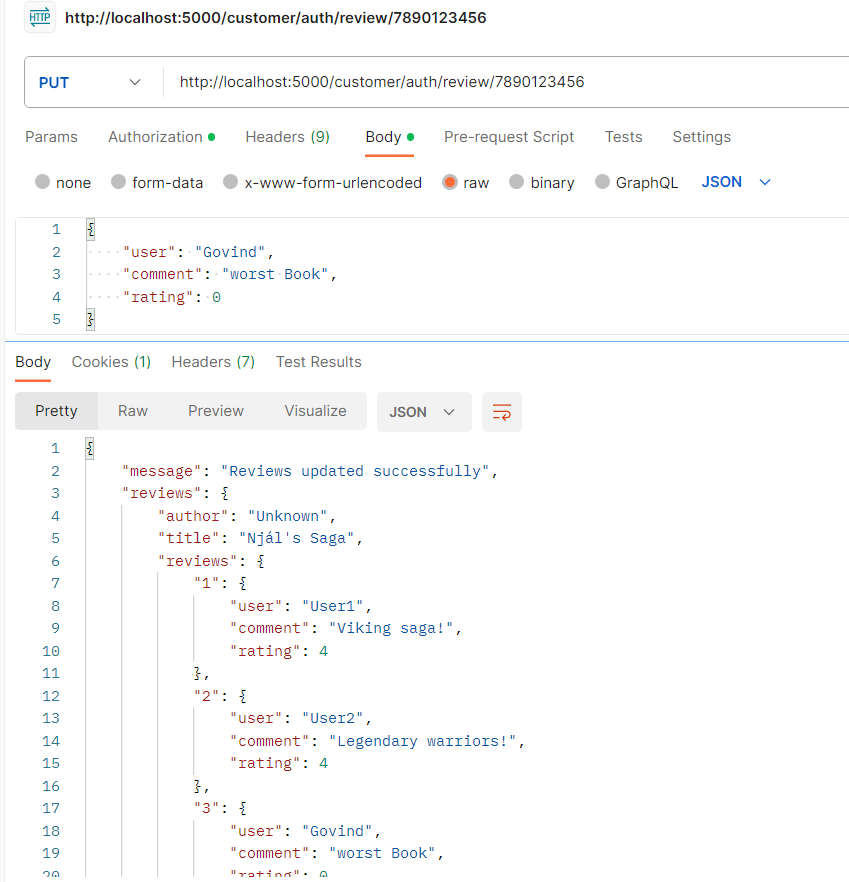 HTTP http://localhost:5000/customer/auth/review/7890123456
PUT http://localhost:5000/customer/auth/review/7890123456
Params Authorization Headers (9) Body Pre-request Script Tests Settings
none form-data x-www-form-urlencoded raw binary GraphQL JSON
1 {
2 "user": "Govind",
3 "comment": "worst Book",
4 "rating": 0
5 }
Body Cookies (1) Headers (7) Test Results
Pretty Raw Preview Visualize JSON
1 {
2 "message": "Reviews updated successfully",
3 "reviews": {
4 "author": "Unknown",
5 "title": "Njál's Saga",
6 "reviews": {
7 "1": {
8 "user": "User1",
9 "comment": "Viking saga!",
10 "rating": 4
11 },
12 "2": {
13 "user": "User2",
14 "comment": "Legendary warriors!",
15 "rating": 4
16 },
17 "3": {
18 "user": "Govind",
19 "comment": "worst Book",
20 "rating": 0